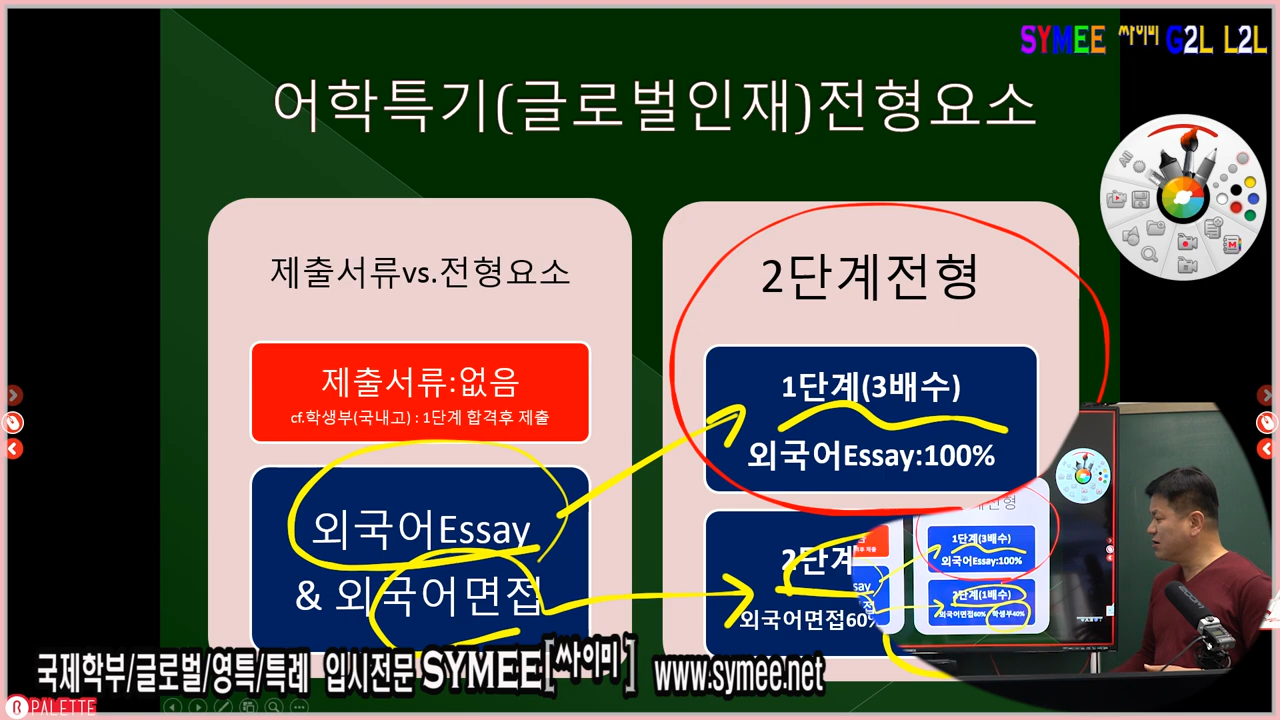 SYMEE 싸이미 G2L L2L
어학특기(글로벌인재)전형요소
제출서류vs.전형요소
제출서류:없음
cf.학생부(국내고) : 1단계 합격후 제출
외국어Essay
& 외국어면접
2단계전형
1단계(3배수)
외국어Essay:100%
2단계
외국어면접60%
1단계(3배수)
외국어Essay:100%
2단계(1배수)
외국어면접60% 학생부40%
국제학부/글로벌/영특/특례 입시전문 SYMEE[싸이미] www.symee.net
PALETTE